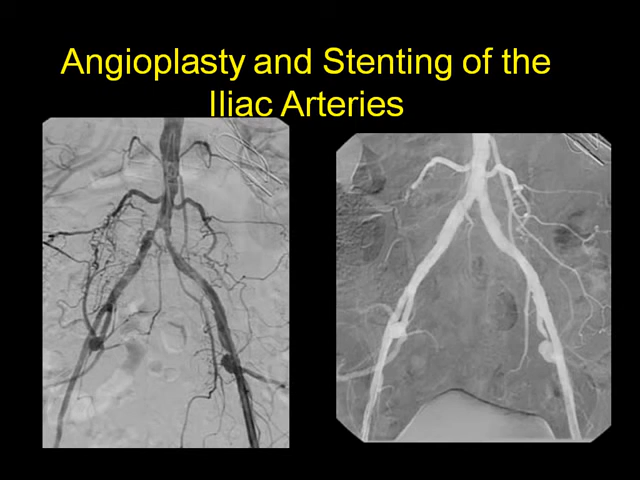 Angioplasty and Stenting of the
Iliac Arteries